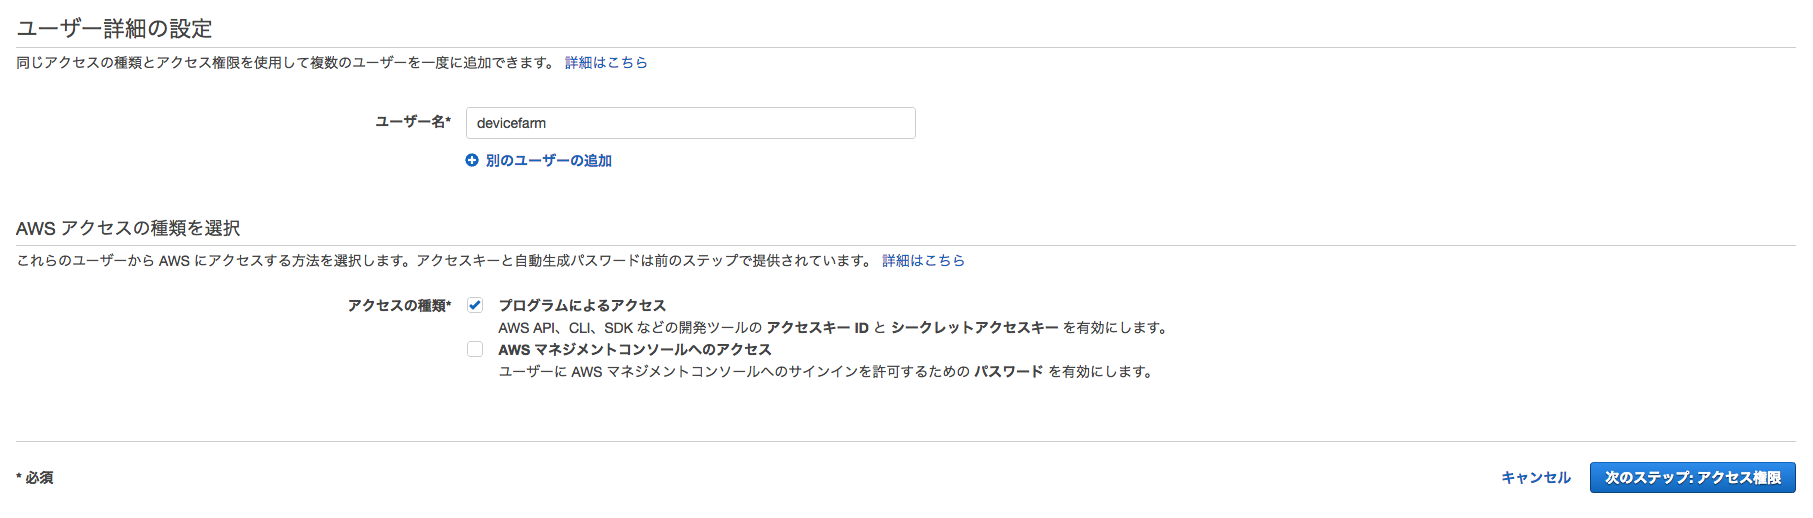 ユーザー詳細の設定
同じアクセスの種類とアクセス権限を使用して複数のユーザーを一度に追加できます。 詳細はこちら
ユーザー名* devicefarm
別のユーザーの追加
AWS アクセスの種類を選択
これらのユーザーから AWS にアクセスする方法を選択します。アクセスキーと自動生成パスワードは前のステップで提供されています。 詳細はこちら
アクセスの種類* プログラムによるアクセス
AWS API、CLI、SDK などの開発ツールの アクセスキー ID と シークレットアクセスキー を有効にします。
AWS マネジメントコンソールへのアクセス
ユーザーに AWS マネジメントコンソールへのサインインを許可するための パスワード を有効にします。
* 必須 キャンセル 次のステップ: アクセス権限